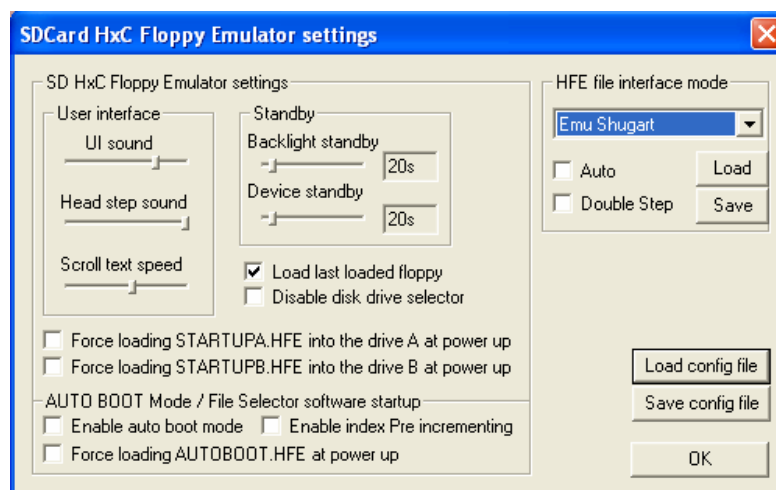 SDCard HxC Floppy Emulator settings
SD HxC Floppy Emulator settings
User interface
UI sound
Head step sound
Scroll text speed
Standby
Backlight standby
20s
Device standby
20s
Load last loaded floppy
Disable disk drive selector
Force loading STARTUPA.HFE into the drive A at power up
Force loading STARTUPB.HFE into the drive B at power up
AUTO BOOT Mode / File Selector software startup
Enable auto boot mode
Enable index Pre incrementing
Force loading AUTOBOOT.HFE at power up
HFE file interface mode
Emu Shugart
Auto
Load
Double Step
Save
Load config file
Save config file
OK